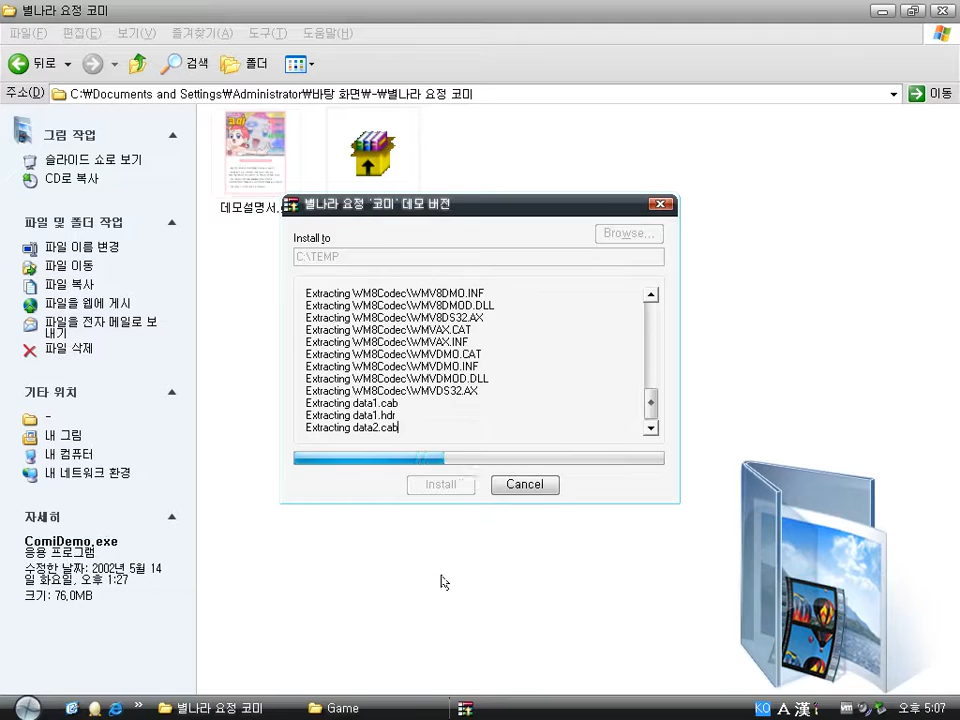 별나라 요정 코미
파일(F) 편집(E) 보기(V) 즐겨찾기(A) 도구(T) 도움말(H)
뒤로 검색 폴더
주소(D) C:₩Documents and Settings₩Administrator₩바탕 화면₩-₩별나라 요정 코미 이동
그림 작업
슬라이드 쇼로 보기
CD로 복사
파일 및 폴더 작업
파일 이름 변경
파일 이동
파일 복사
파일을 웹에 게시
파일을 전자 메일로 보
내기
파일 삭제
기타 위치
-
내 그림
내 컴퓨터
내 네트워크 환경
자세히
ComiDemo.exe
응용 프로그램
수정한 날짜: 2002년 5월 14
일 화요일, 오후 1:27
크기: 76.0MB
코미
데모설명서.
별나라 요정 '코미' 데모 버전
Install to
Browse...
C:\TEMP
Extracting WM8Codec\WMV8DMO.INF
Extracting WM8Codec\WMV8DMOD.DLL
Extracting WM8Codec\WMV8DS32.AX
Extracting WM8Codec\WMVAX.CAT
Extracting WM8Codec\WMVAX.INF
Extracting WM8Codec\WMVDMO.CAT
Extracting WM8Codec\WMVDMO.INF
Extracting WM8Codec\WMVDMOD.DLL
Extracting WM8Codec\WMVDS32.AX
Extracting data1.cab
Extracting data1.hdr
Extracting data2.cab
Install Cancel
별나라 요정 코미 Game KO A 漢 오후 5:07